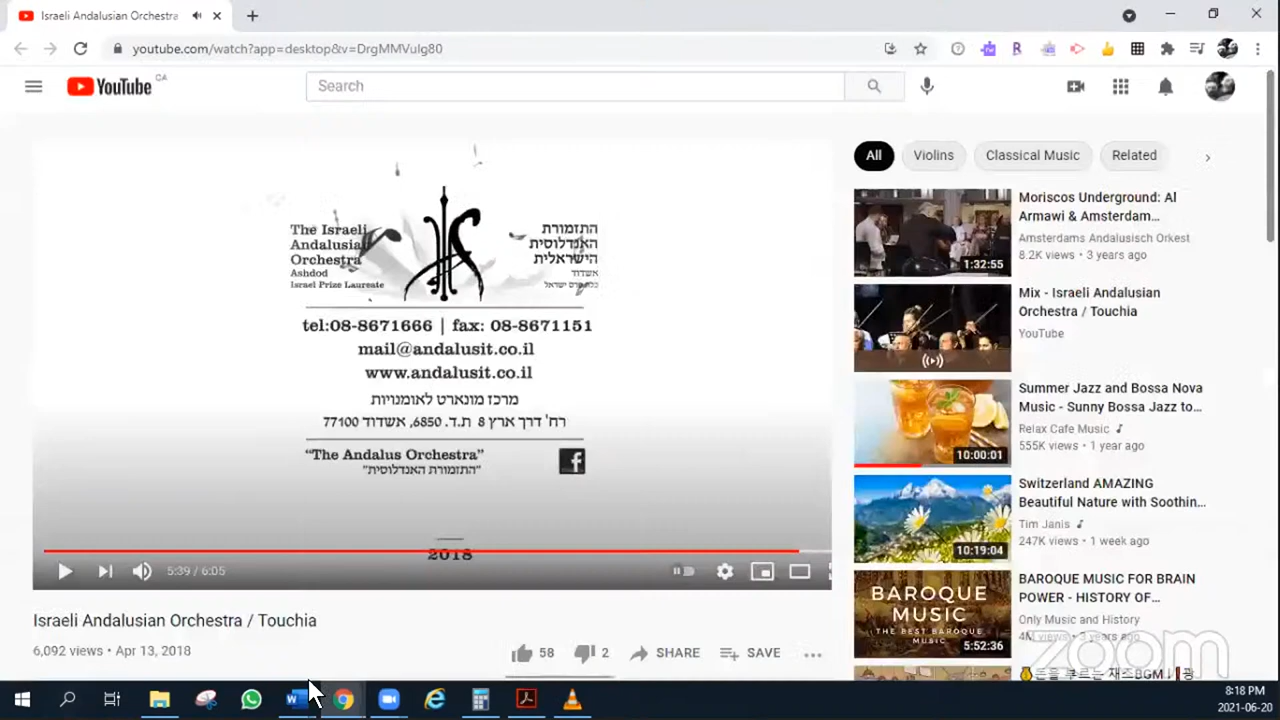 Israeli Andalusian Orchestra
youtube.com/watch?app=desktop&v=DrgMMVulg80
YouTube CA
Search
The Israeli
Andalusian
Orchestra
Ashdod
Israel Prize Laureate
התזמורת
האנדלוסית
הישראלית
אשדוד
כלת פרס ישראל
tel:08-8671666 | fax: 08-8671151
mail@andalusit.co.il
www.andalusit.co.il
מרכז מונארט לאומנויות
רח' דרך ארץ 8 ת.ד. 6850, אשדוד 77100
"The Andalus Orchestra"
"התזמורת האנדלוסית"
2018
5:39 / 6:05
Israeli Andalusian Orchestra / Touchia
6,092 views • Apr 13, 2018
58
2
SHARE
SAVE
All
Violins
Classical Music
Related
Moriscos Underground: Al
Armawi & Amsterdam...
Amsterdams Andalusisch Orkest
8.2K views • 3 years ago
1:32:55
Mix - Israeli Andalusian
Orchestra / Touchia
YouTube
Summer Jazz and Bossa Nova
Music - Sunny Bossa Jazz to...
Relax Cafe Music
555K views • 1 year ago
10:00:01
Switzerland AMAZING
Beautiful Nature with Soothin...
Tim Janis
247K views • 1 week ago
10:19:04
BAROQUE MUSIC FOR BRAIN
POWER - HISTORY OF...
Only Music and History
4M views • 3 years ago
BAROQUE
MUSIC
THE BEST BAROQUE
MUSIC
5:52:36
zoom
8:18 PM
2021-06-20